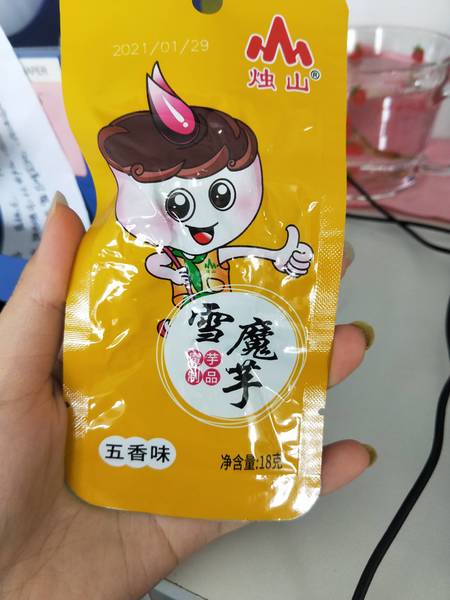 2021/01/29
烛山®
雪魔芋
魔芋
制品
五香味
净含量:18克